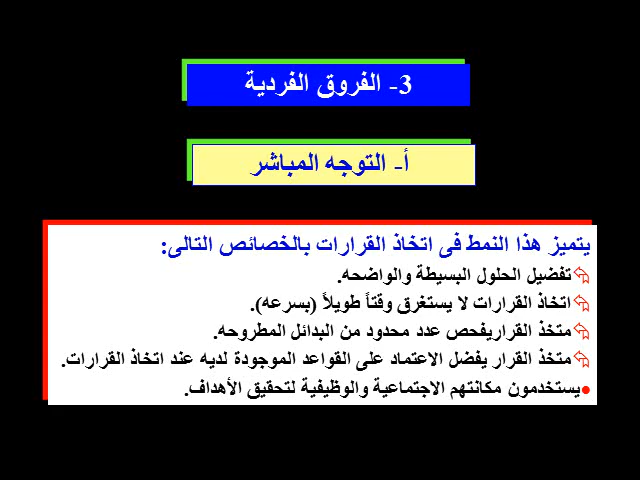 3- الفروق الفردية
أ- التوجه المباشر
يتميز هذا النمط فى اتخاذ القرارات بالخصائص التالى:
تفضيل الحلول البسيطة والواضحه.
اتخاذ القرارات لا يستغرق وقتاً طويلاً (بسرعه).
متخذ القراريفحص عدد محدود من البدائل المطروحه.
متخذ القرار يفضل الاعتماد على القواعد الموجودة لديه عند اتخاذ القرارات.
يستخدمون مكانتهم الاجتماعية والوظيفية لتحقيق الأهداف.